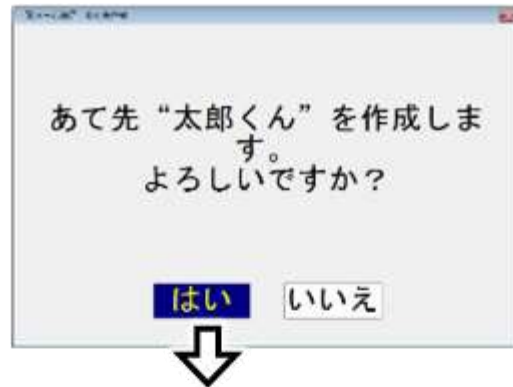 あて先“太郎くん”を作成しま
す。
よろしいですか？
はい
いいえ